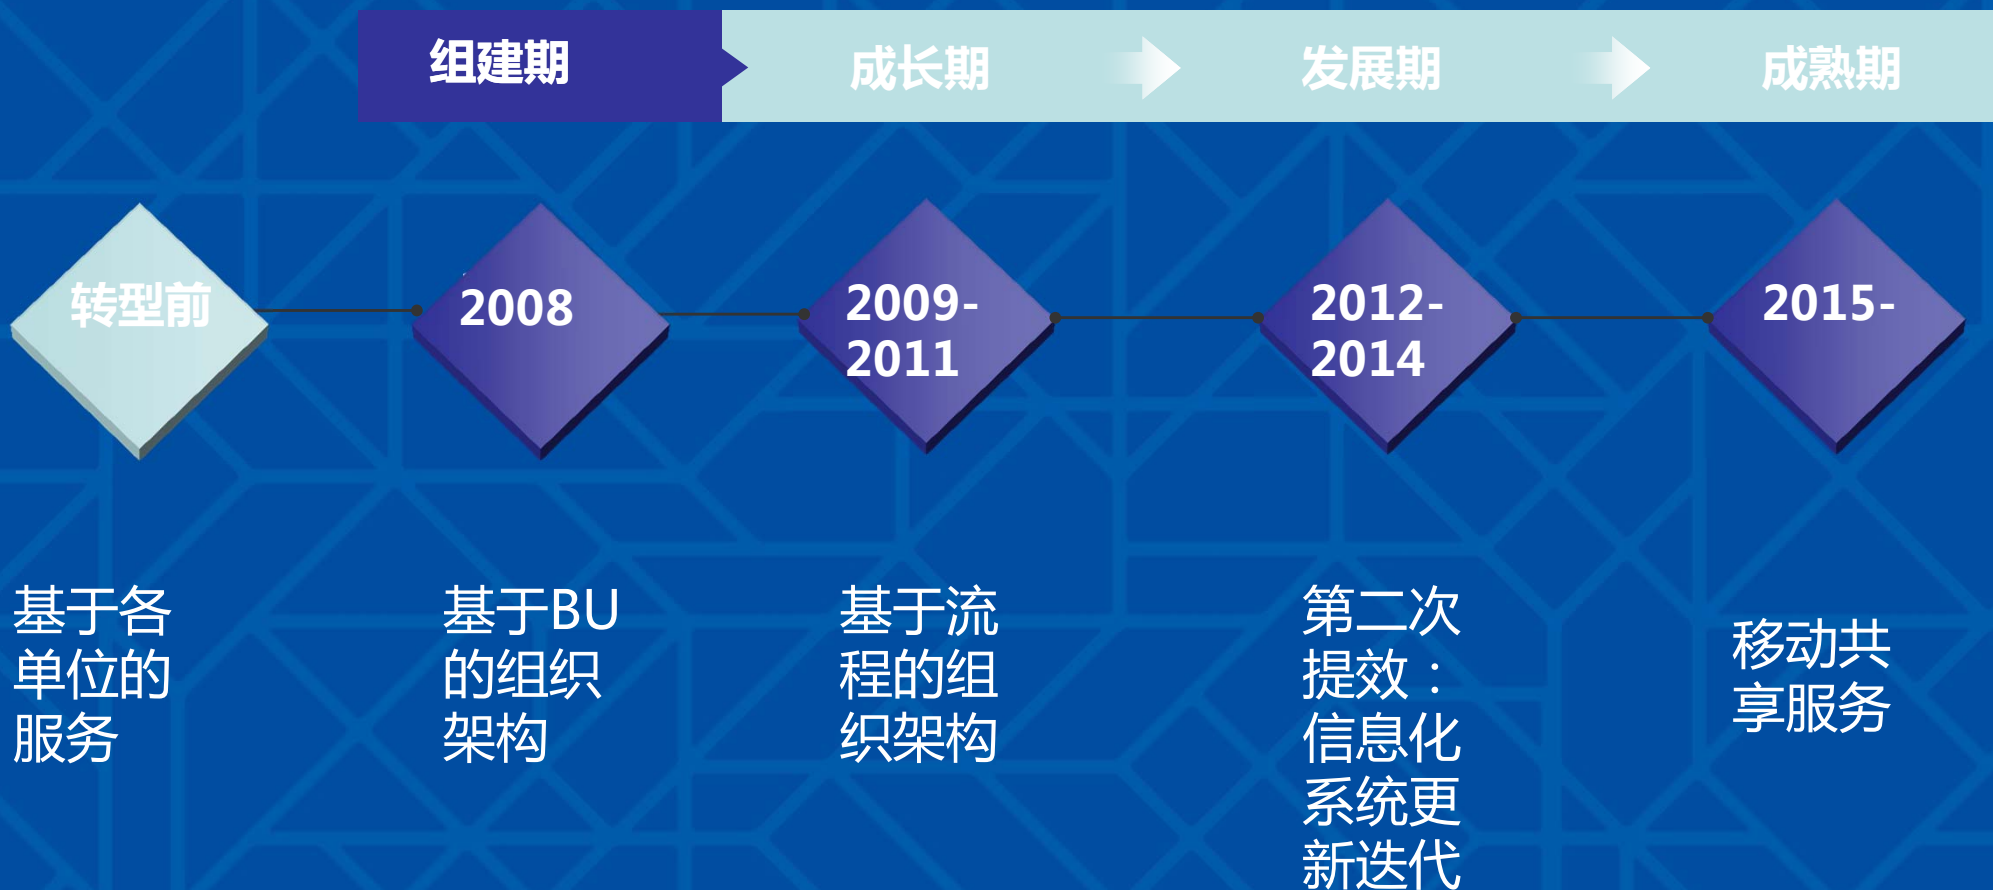 组建期
成长期
发展期
成熟期
转型前
2008
2009-
2011
2012-
2014
2015-
基于各
单位的
服务
基于BU
的组织
架构
基于流
程的组
织架构
第二次
提效：
信息化
系统更
新迭代
移动共
享服务